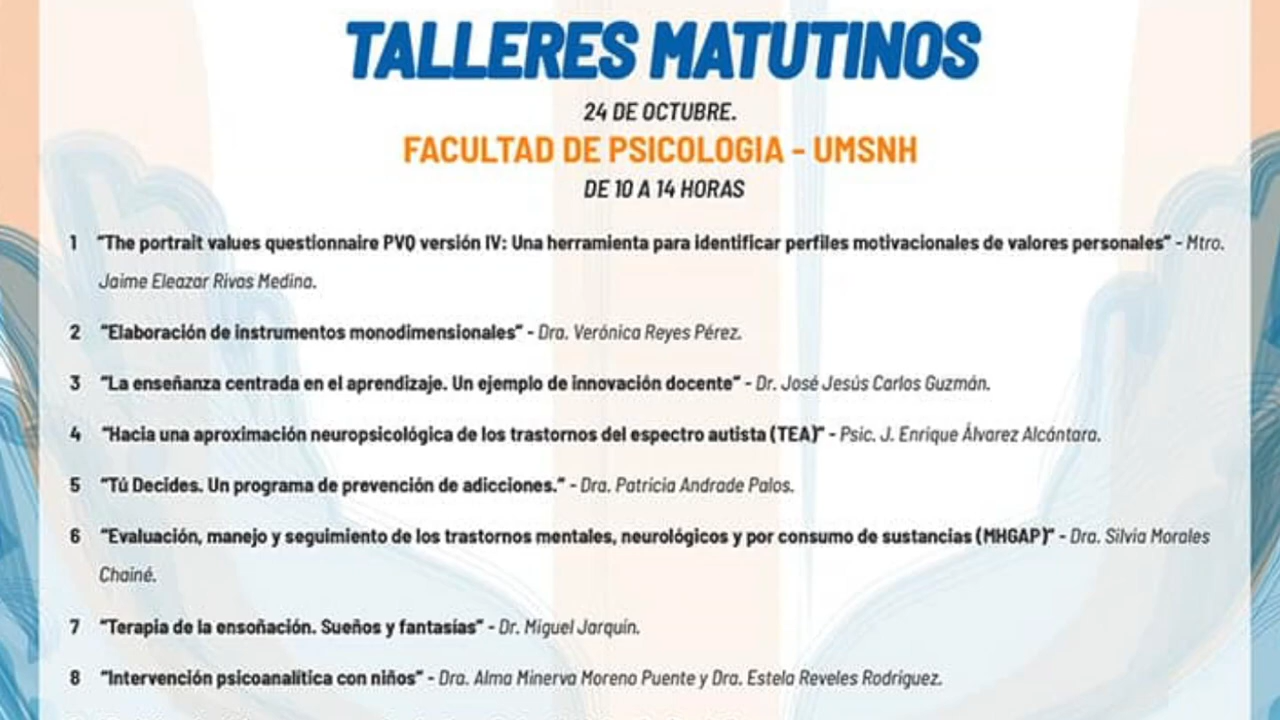 TALLERES MATUTINOS
24 DE OCTUBRE.
FACULTAD DE PSICOLOGIA - UMSNH
DE 10 A 14 HORAS
1 "The portrait values questionnaire PVQ versión IV: Una herramienta para identificar perfiles motivacionales de valores personales" - Mtro.
Jaime Eleazar Rivas Medina.
2 "Elaboración de instrumentos monodimensionales" - Dra. Verónica Reyes Pérez.
3 "La enseñanza centrada en el aprendizaje. Un ejemplo de innovación docente" - Dr. José Jesús Carlos Guzmán.
4 "Hacia una aproximación neuropsicológica de los trastornos del espectro autista (TEA)" - Psic. J. Enrique Álvarez Alcántara.
5 "Tú Decides. Un programa de prevención de adicciones." - Dra. Patricia Andrade Palos.
6 "Evaluación, manejo y seguimiento de los trastornos mentales, neurológicos y por consumo de sustancias (MHGAP)" - Dra. Silvia Morales
Chainé.
7 "Terapia de la ensoñación. Sueños y fantasías" - Dr. Miguel Jarquín.
8 "Intervención psicoanalítica con niños" - Dra. Alma Minerva Moreno Puente y Dra. Estela Reveles Rodríguez.